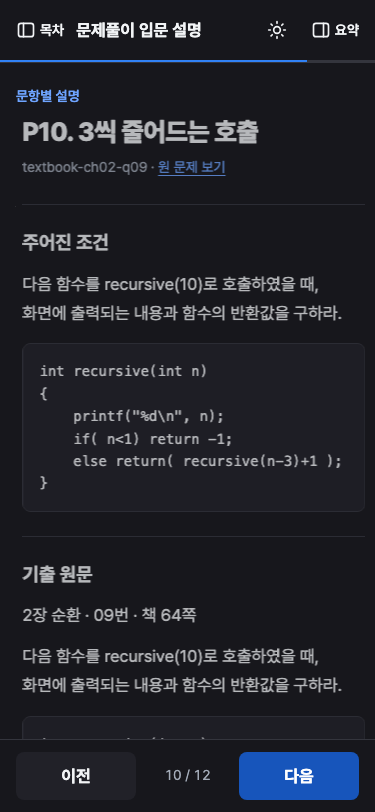 목차 문제풀이 입문 설명 요약
문항별 설명
P10. 3씩 줄어드는 호출
textbook-ch02-q09 · 원 문제 보기
주어진 조건
다음 함수를 recursive(10)로 호출하였을 때,
화면에 출력되는 내용과 함수의 반환값을 구하라.
int recursive(int n)
{
    printf("%d\n", n);
    if( n<1) return -1;
    else return( recursive(n-3)+1 );
}
기출 원문
2장 순환 · 09번 · 책 64쪽
다음 함수를 recursive(10)로 호출하였을 때,
화면에 출력되는 내용과 함수의 반환값을 구하라.
이전 10 / 12 다음